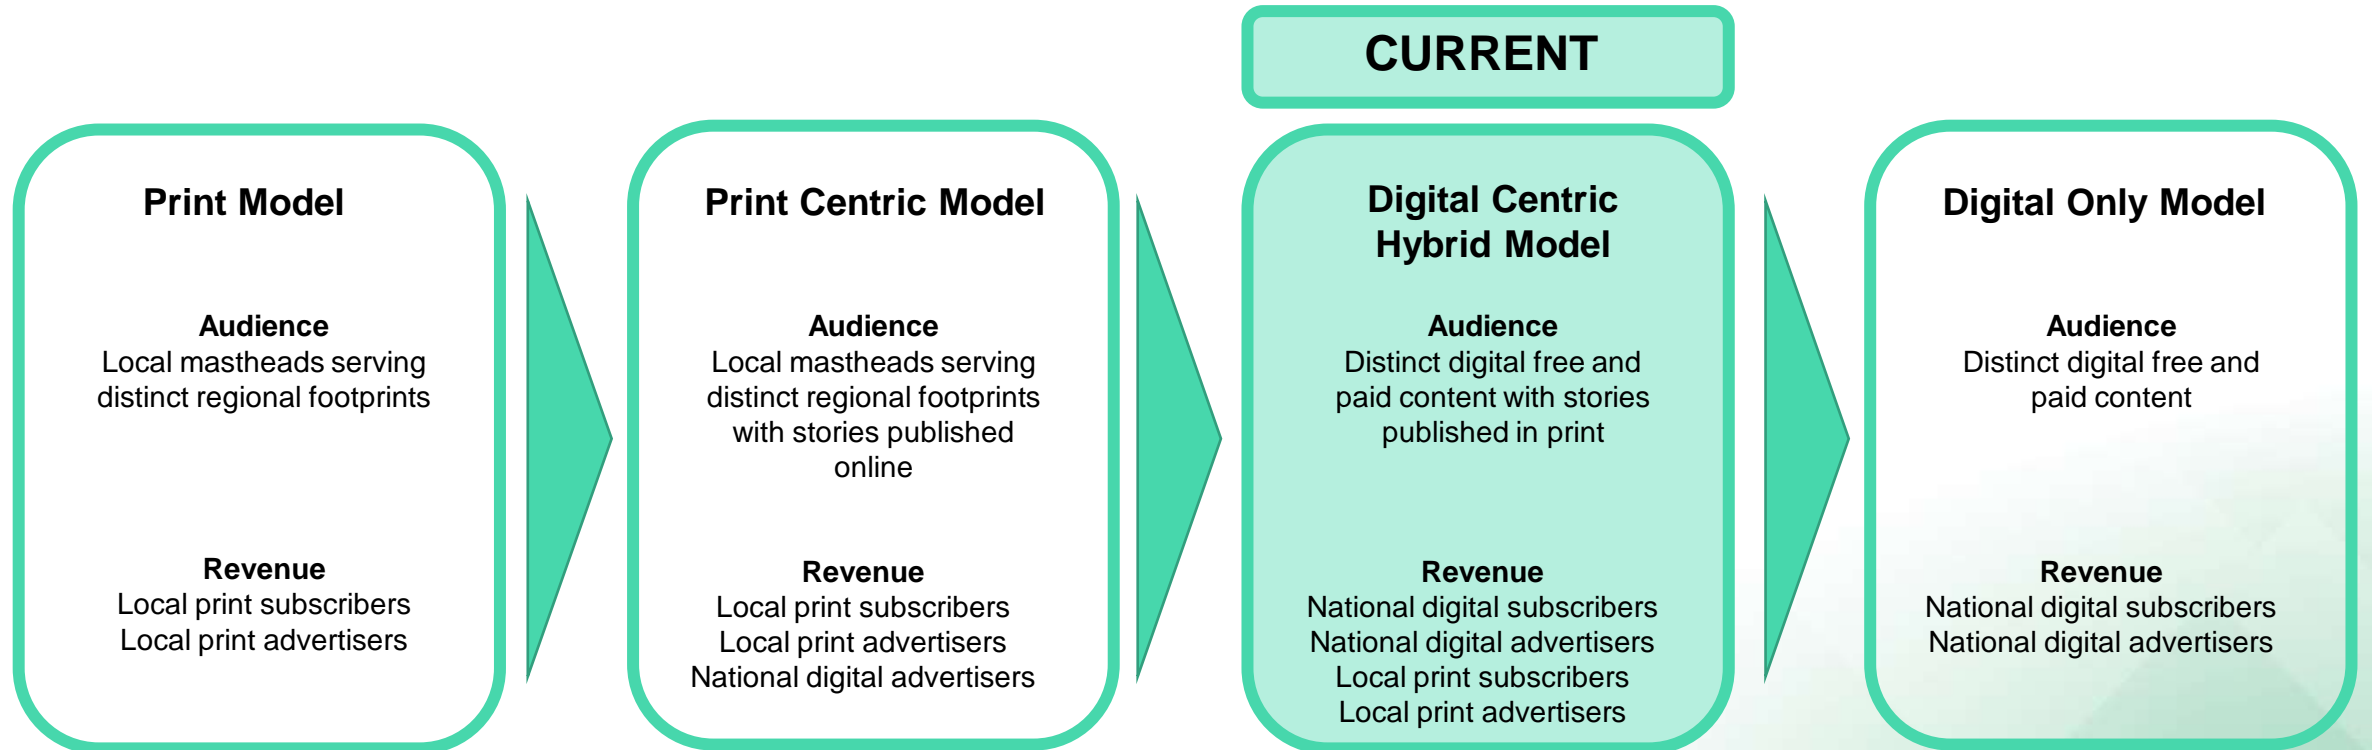 CURRENT
Print Model
Audience
Local mastheads serving
distinct regional footprints
Revenue
Local print subscribers
Local print advertisers
Print Centric Model
Audience
Local mastheads serving
distinct regional footprints
with stories published
online
Revenue
Local print subscribers
Local print advertisers
National digital advertisers
Digital Centric
Hybrid Model
Audience
Distinct digital free and
paid content with stories
published in print
Revenue
National digital subscribers
National digital advertisers
Local print subscribers
Local print advertisers
Digital Only Model
Audience
Distinct digital free and
paid content
Revenue
National digital subscribers
National digital advertisers